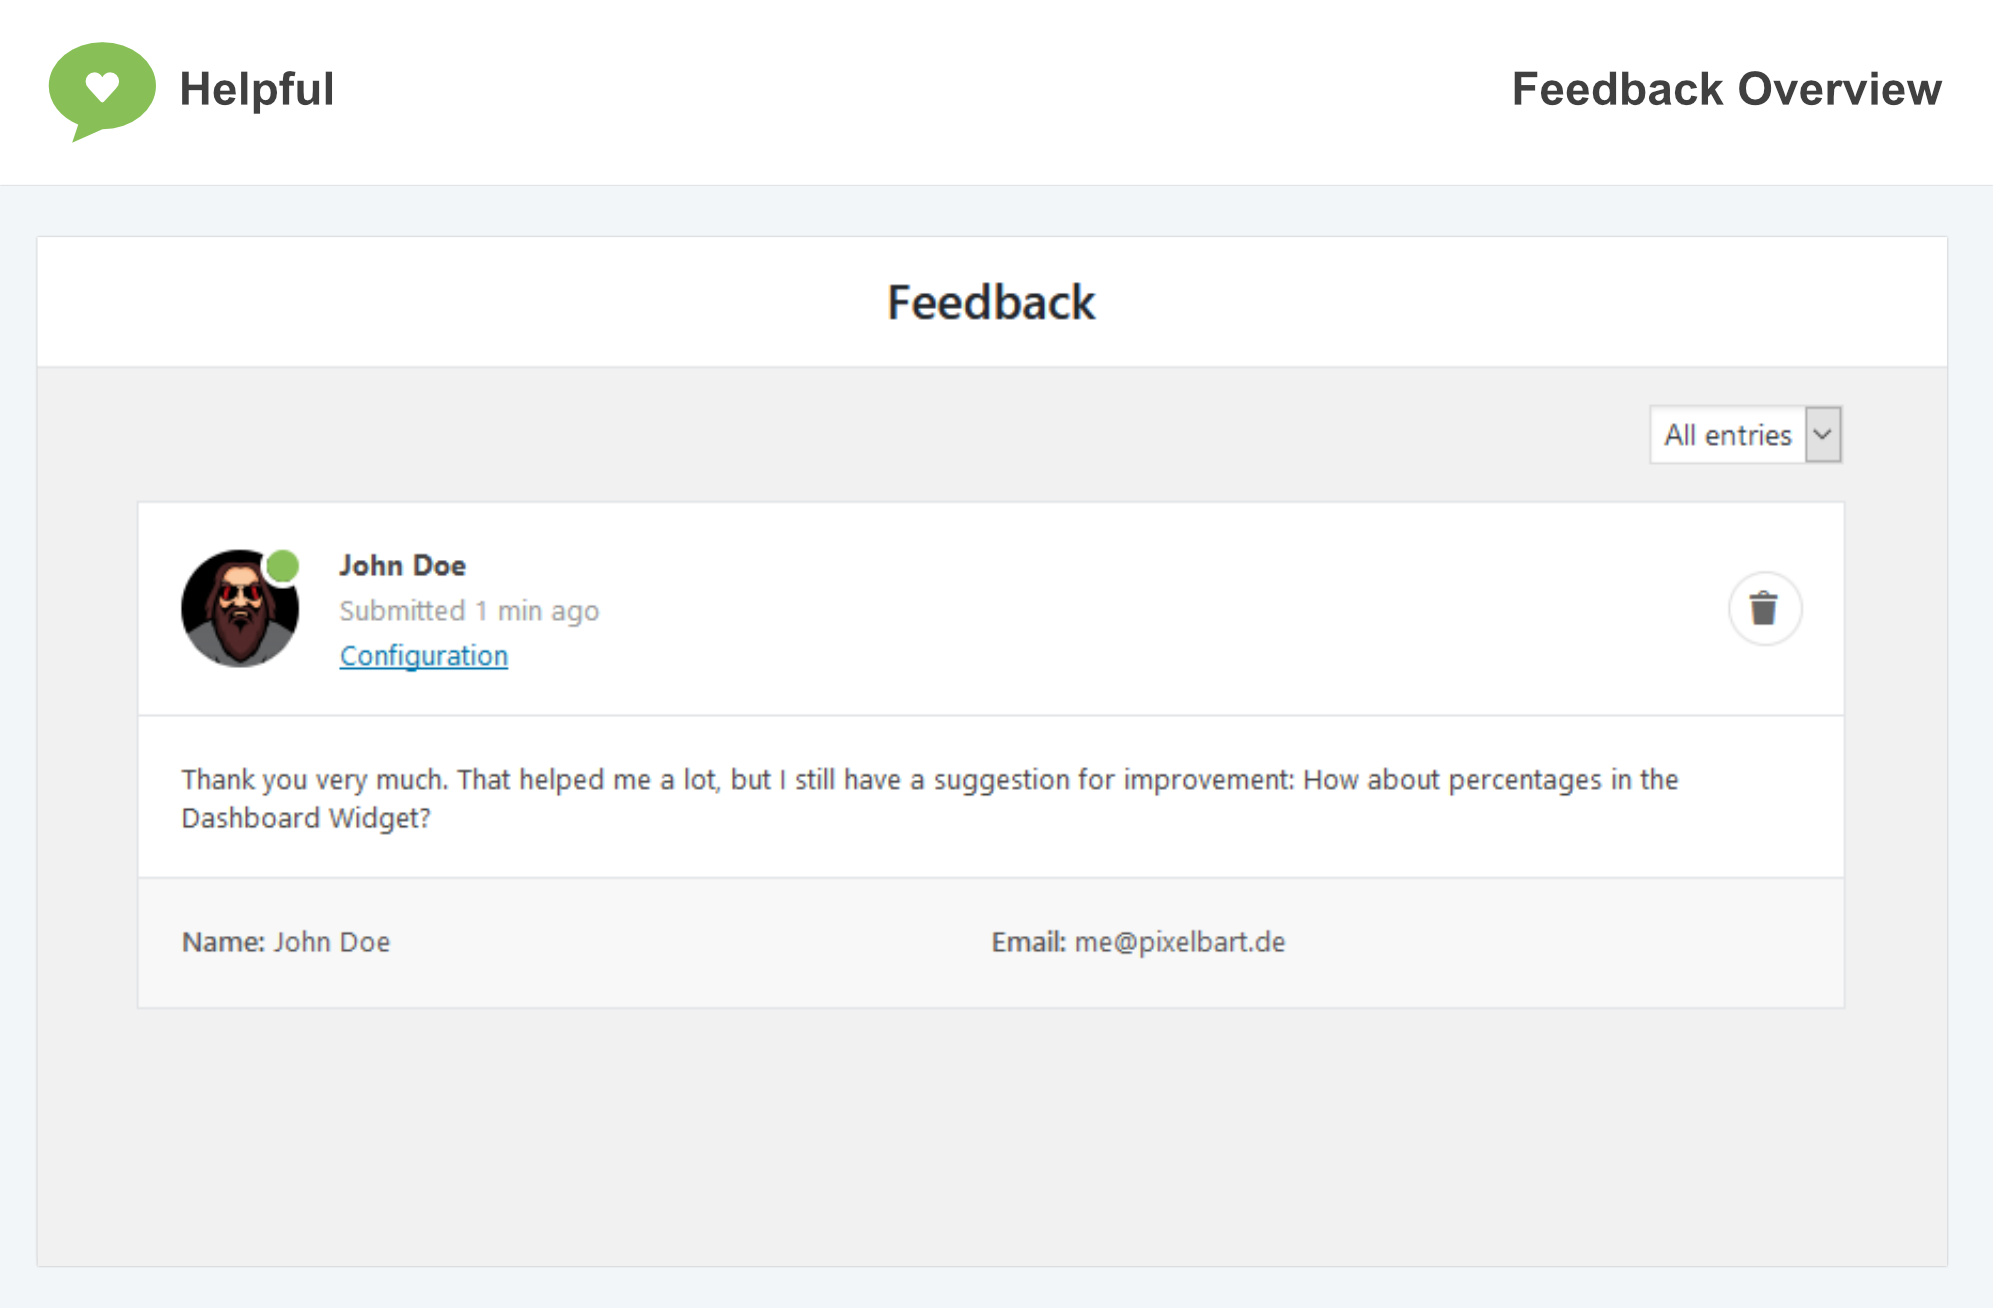 Helpful
Feedback Overview
Feedback
All entries
John Doe
Submitted 1 min ago
Configuration
Thank you very much. That helped me a lot, but I still have a suggestion for improvement: How about percentages in the
Dashboard Widget?
Name: John Doe
Email: me@pixelbart.de